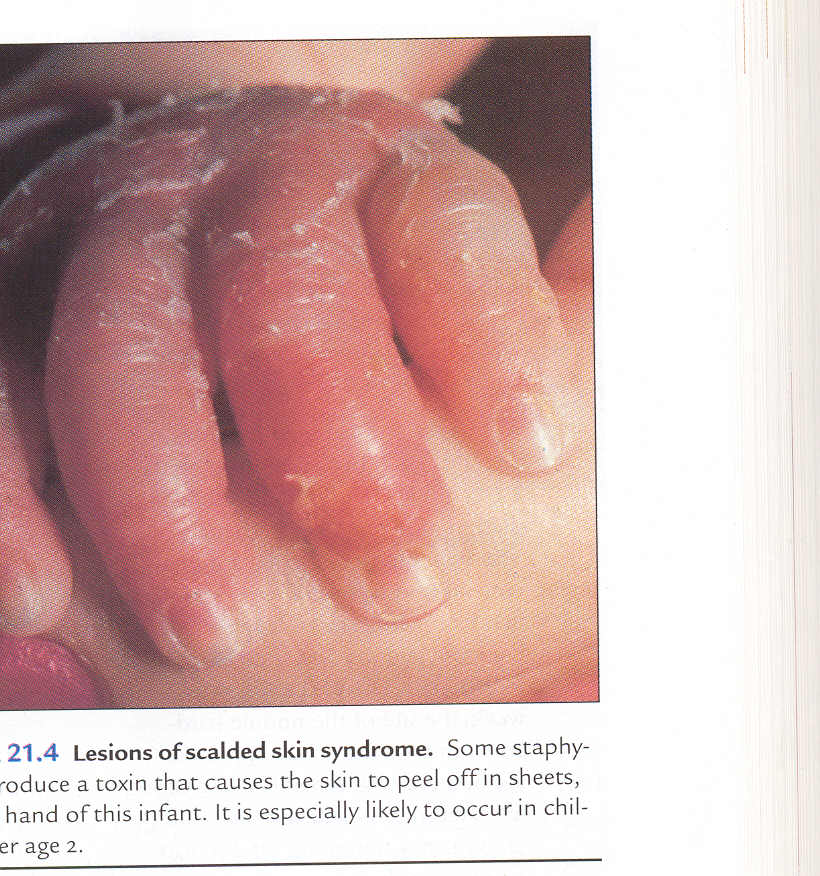 21.4 Lesions of scalded skin syndrome. Some staphy-
roduce a toxin that causes the skin to peel off in sheets,
hand of this infant. It is especially likely to occur in chil-
er age 2.